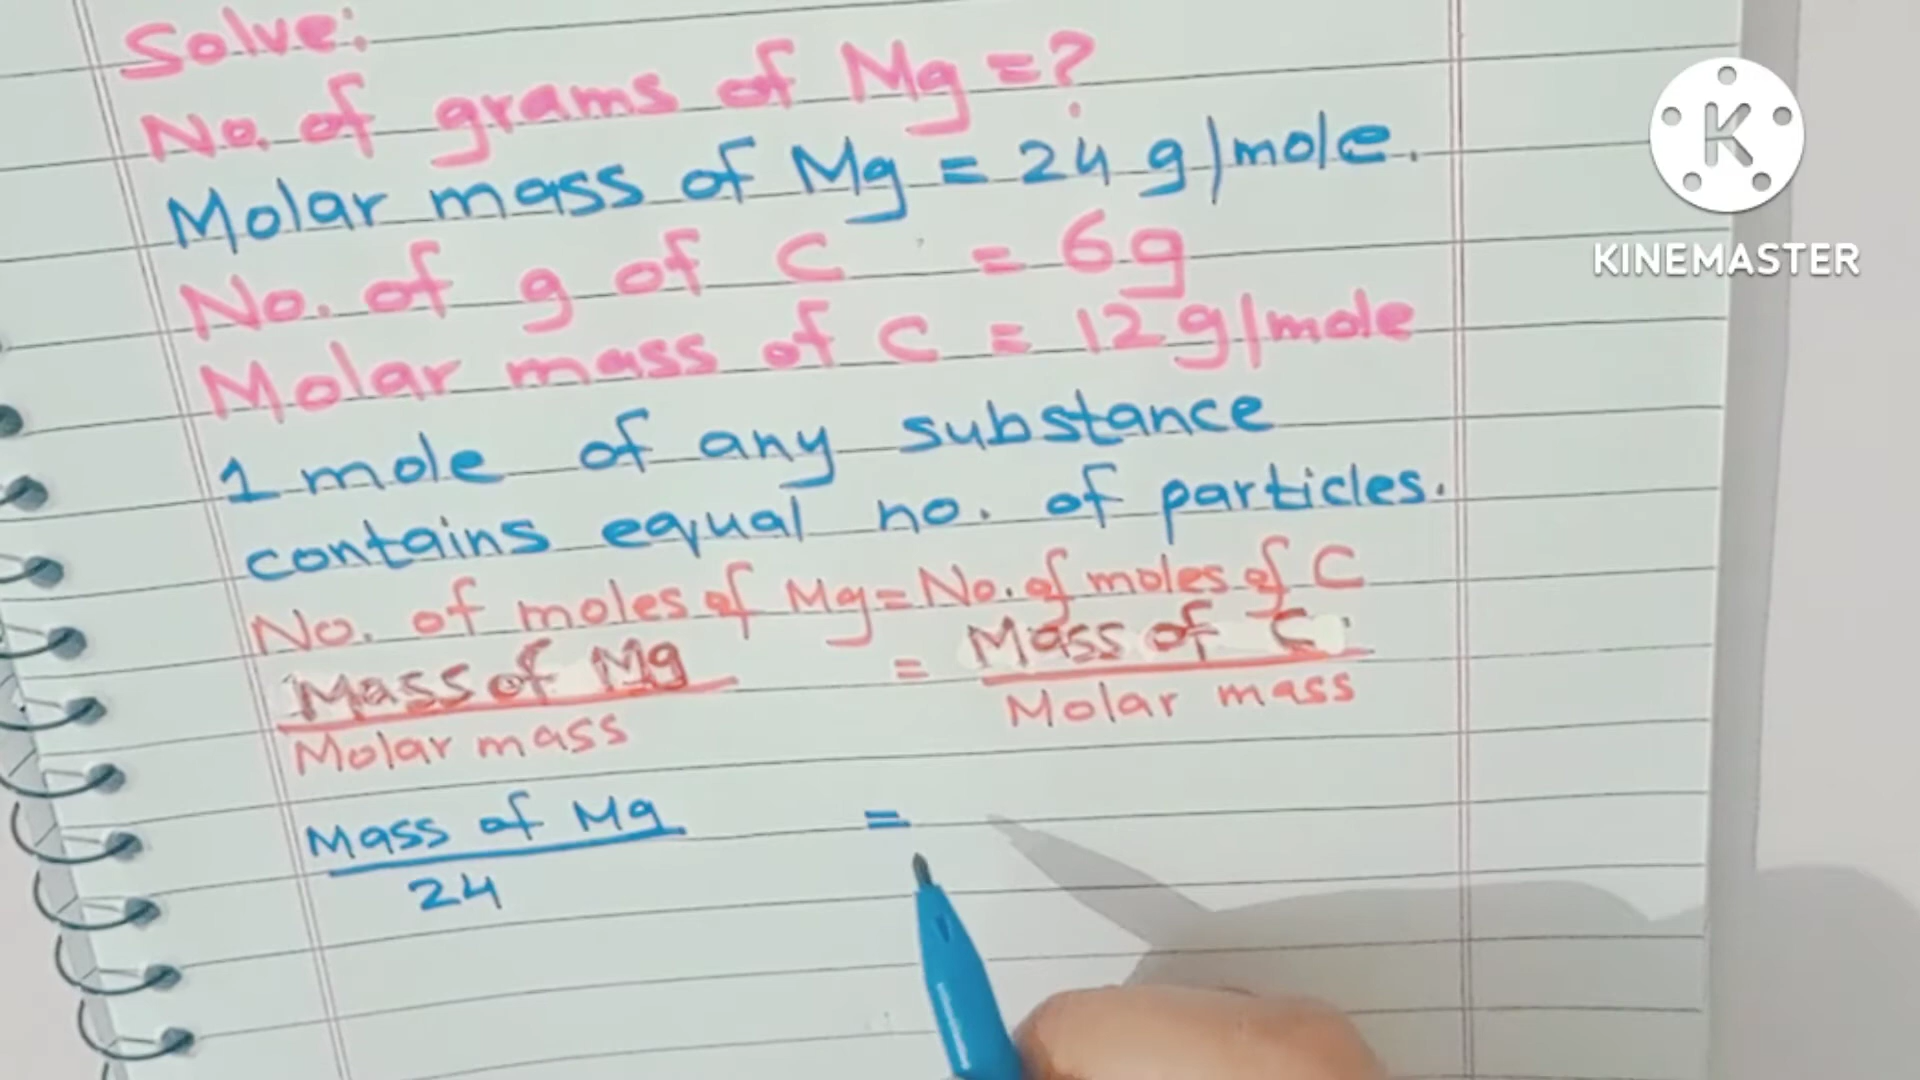 Solve:
No. of grams of Mg = ?
Molar mass of Mg = 24 g/mole.
No. of g of C = 6g
Molar mass of C = 12g/mole
1 mole of any substance
contains equal no. of particles.
No. of moles of Mg = No. of moles of C
Mass of Mg = Mass of C
Molar mass Molar mass
Mass of Mg =
24
K
KINEMASTER